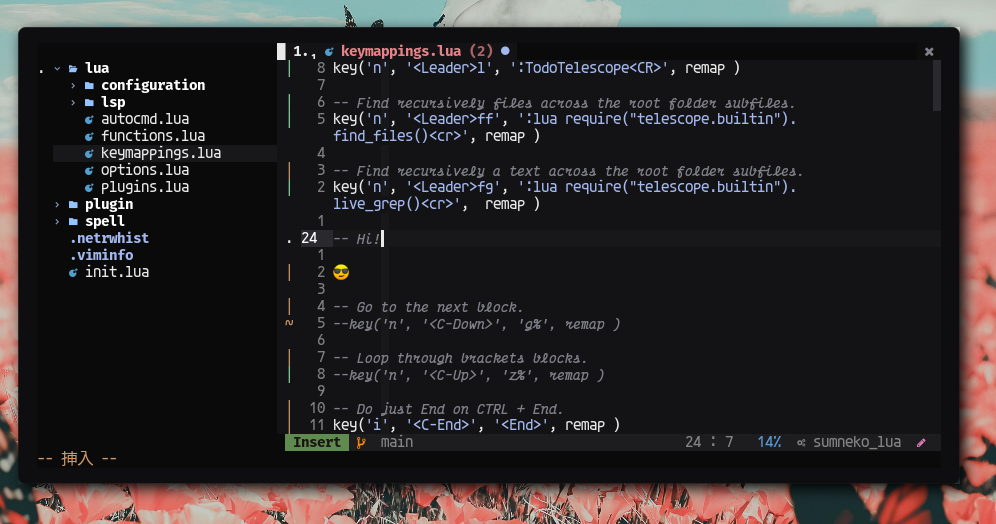 lua
configuration
lsp
autocmd.lua
functions.lua
keymappings.lua
options.lua
plugins.lua
plugin
spell
.netrwhist
.viminfo
init.lua
1., keymappings.lua (2) ● ×
8 key('n', '<Leader>l', ':TodoTelescope<CR>', remap )
7
6 -- Find recursively files across the root folder subfiles.
5 key('n', '<Leader>ff', ':lua require("telescope.builtin").
find_files()<cr>', remap )
4
3 -- Find recursively a text across the root folder subfiles.
2 key('n', '<Leader>fg', ':lua require("telescope.builtin").
live_grep()<cr>',  remap )
1
. 24 -- Hi!
1
2 😎
3
4 -- Go to the next block.
~ 5 --key('n', '<C-Down>', 'g%', remap )
6
7 -- Loop through brackets blocks.
8 --key('n', '<C-Up>', 'z%', remap )
9
10 -- Do just End on CTRL + End.
11 key('i', '<C-End>', '<End>', remap )
Insert main 24 : 7 14% sumneko_lua
-- 挿入 --